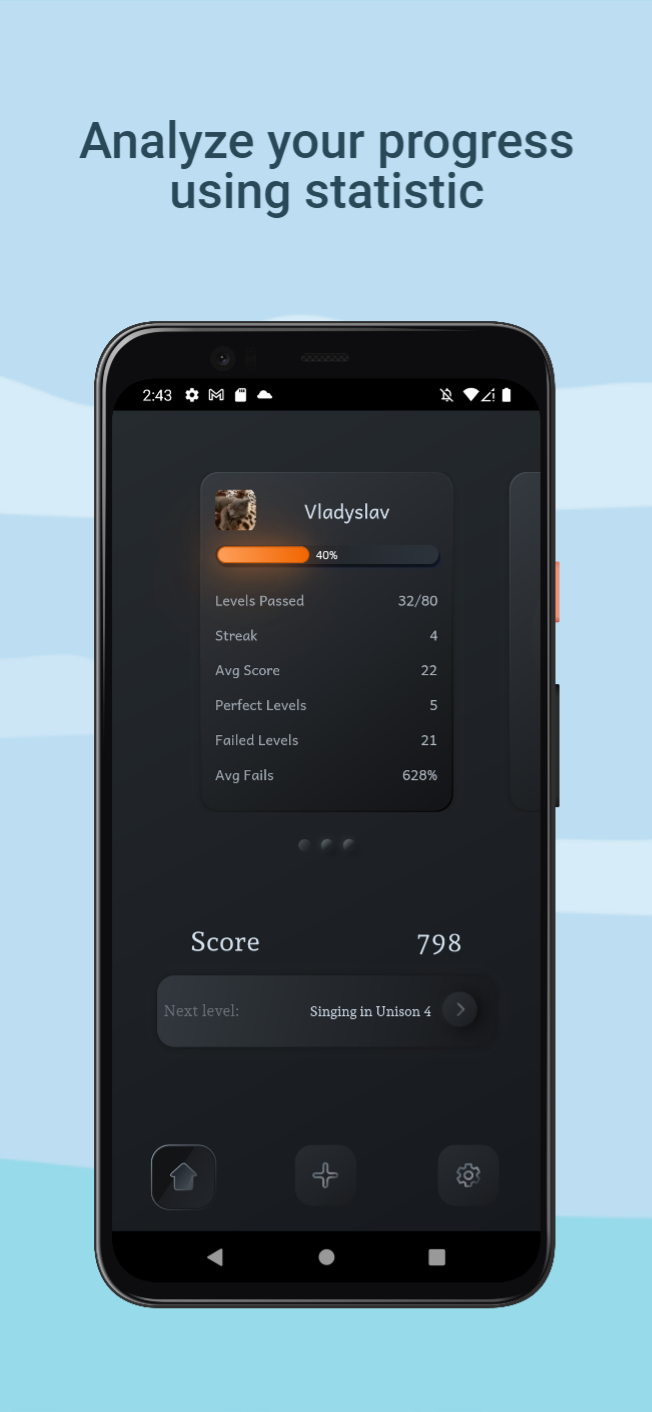 Analyze your progress
using statistic
2:43
Vladyslav
40%
Levels Passed 32/80
Streak 4
Avg Score 22
Perfect Levels 5
Failed Levels 21
Avg Fails 628%
Score 798
Next level: Singing in Unison 4